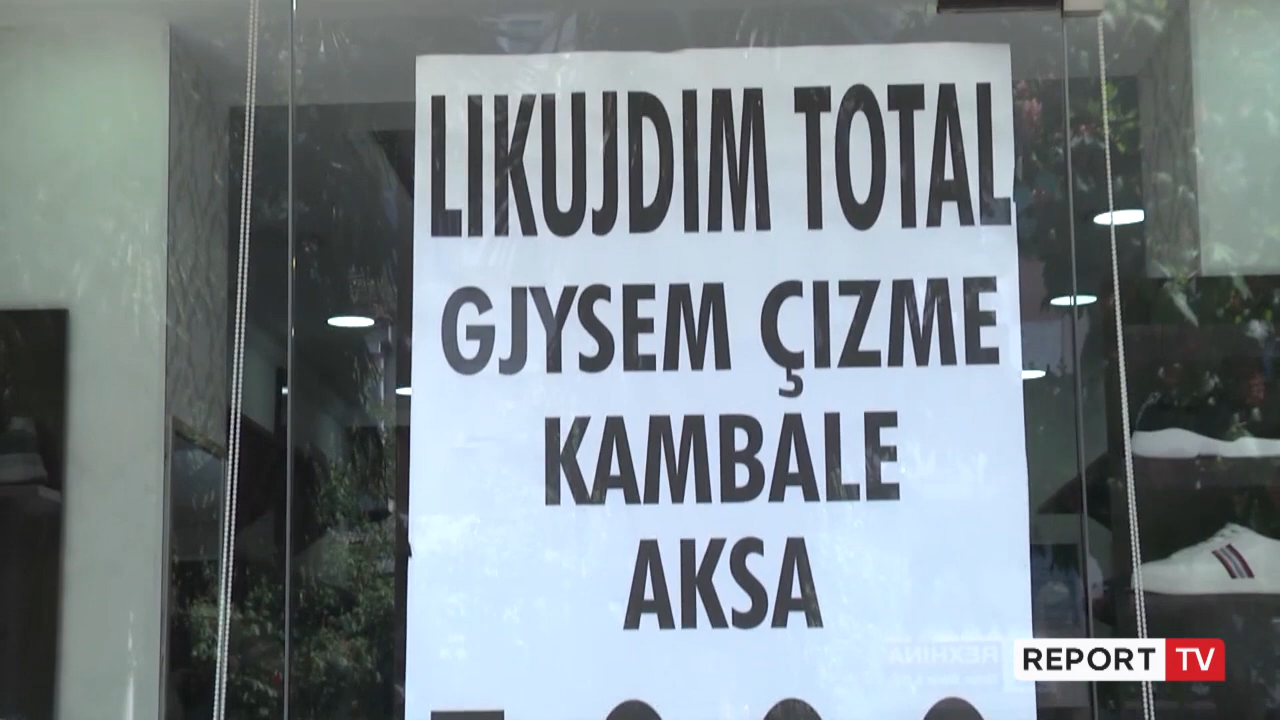 LIKUJDIM TOTAL
GJYSEM ÇIZME
KAMBALE
AKSA
REPORT TV